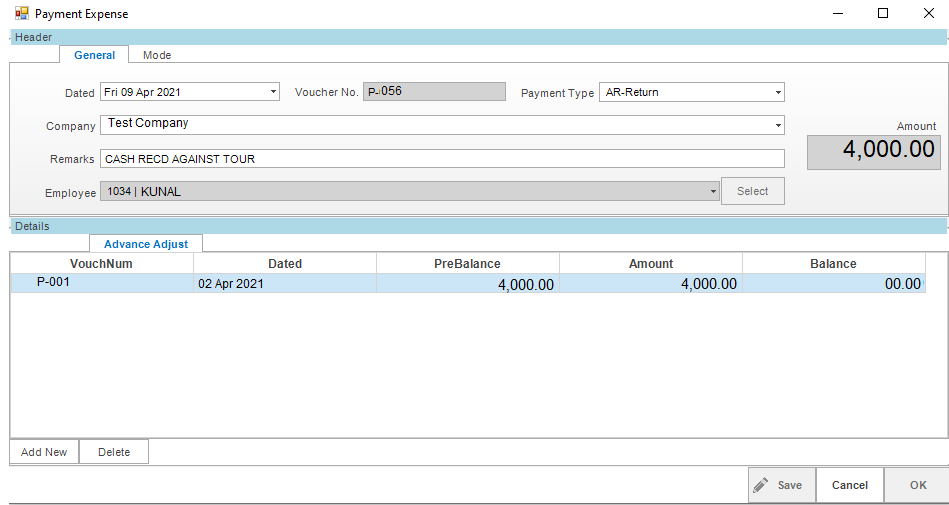 Payment Expense
Header
General Mode
Dated Fri 09 Apr 2021 Voucher No. P-056 Payment Type AR-Return
Company Test Company Amount
Remarks CASH RECD AGAINST TOUR 4,000.00
Employee 1034 | KUNAL Select
Details
Advance Adjust
VouchNum Dated PreBalance Amount Balance
P-001 02 Apr 2021 4,000.00 4,000.00 00.00
Add New Delete
Save Cancel OK